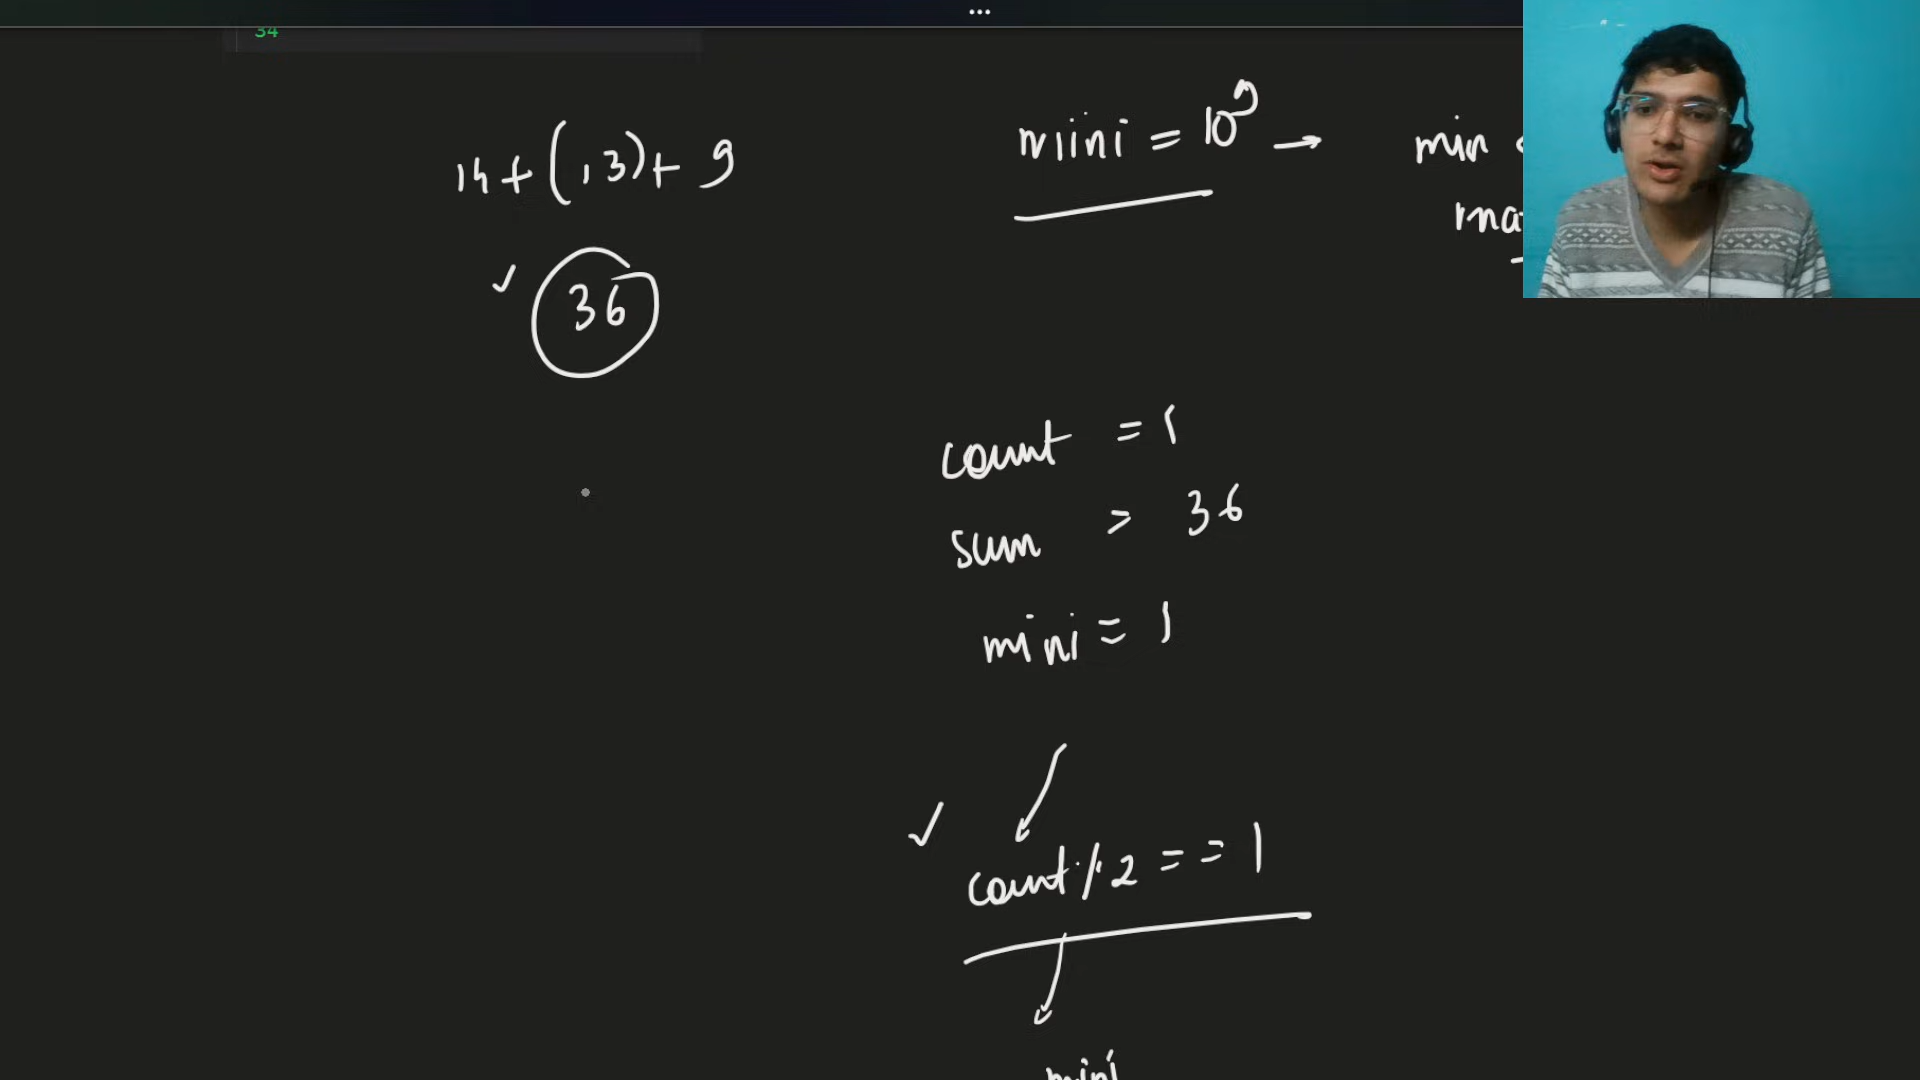 ...
34
14 + (13) + 9
✓ 36
mini = 10^9 → min
ma
count = 1
sum > 36
mini = 1
✓ count % 2 == 1
mini